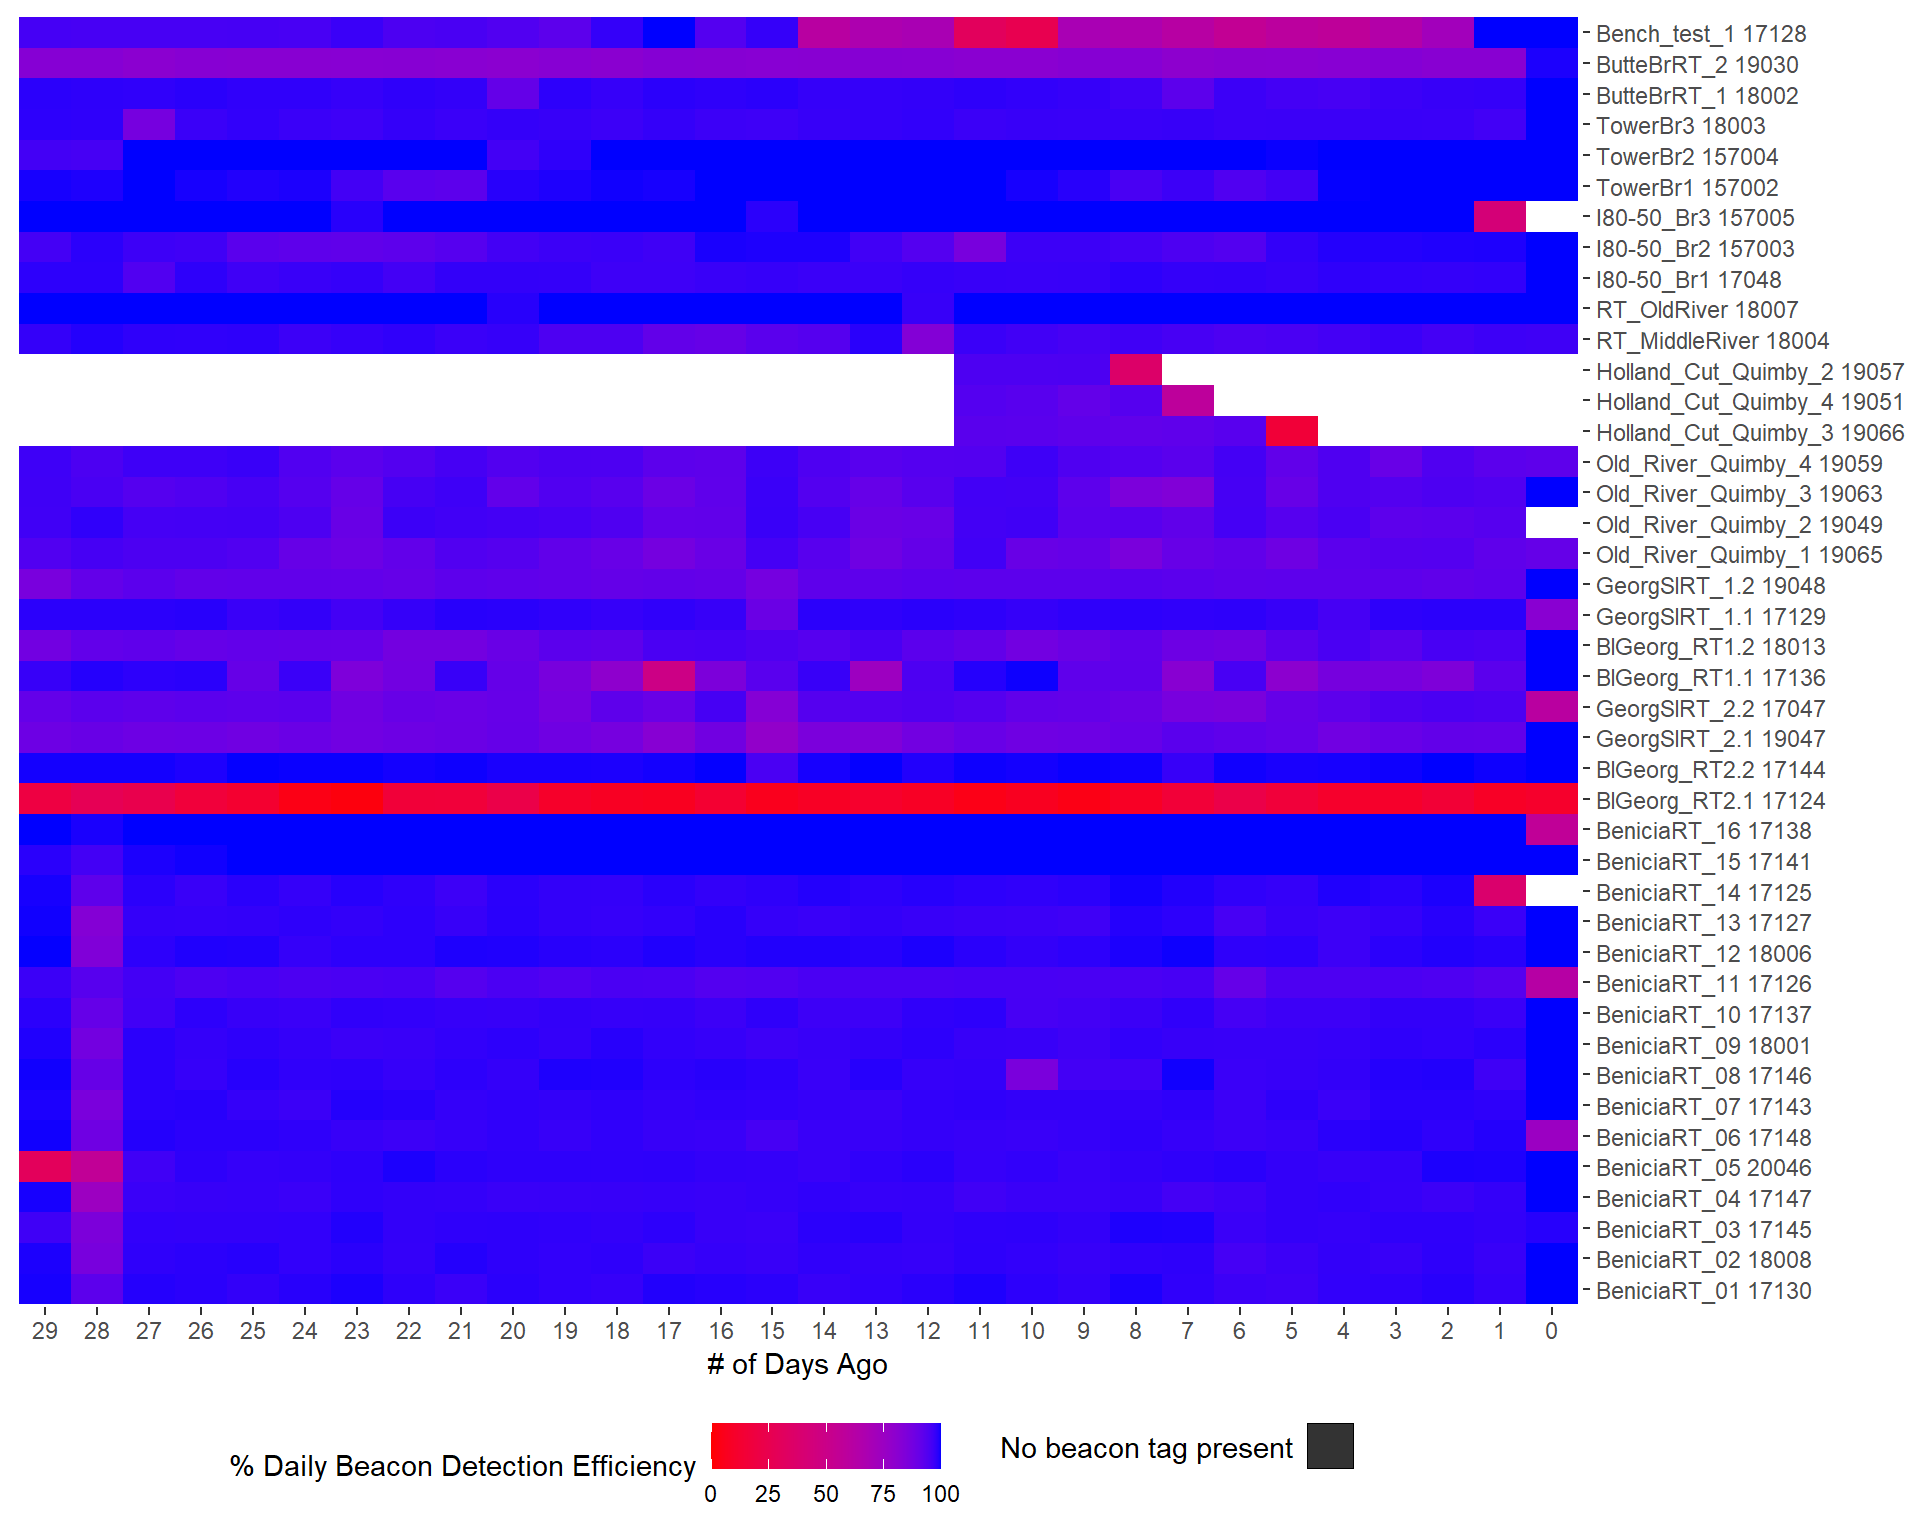 Bench_test_1 17128
ButteBrRT_2 19030
ButteBrRT_1 18002
TowerBr3 18003
TowerBr2 157004
TowerBr1 157002
I80-50_Br3 157005
I80-50_Br2 157003
I80-50_Br1 17048
RT_OldRiver 18007
RT_MiddleRiver 18004
Holland_Cut_Quimby_2 19057
Holland_Cut_Quimby_4 19051
Holland_Cut_Quimby_3 19066
Old_River_Quimby_4 19059
Old_River_Quimby_3 19063
Old_River_Quimby_2 19049
Old_River_Quimby_1 19065
GeorgSlRT_1.2 19048
GeorgSlRT_1.1 17129
BlGeorg_RT1.2 18013
BlGeorg_RT1.1 17136
GeorgSlRT_2.2 17047
GeorgSlRT_2.1 19047
BlGeorg_RT2.2 17144
BlGeorg_RT2.1 17124
BeniciaRT_16 17138
BeniciaRT_15 17141
BeniciaRT_14 17125
BeniciaRT_13 17127
BeniciaRT_12 18006
BeniciaRT_11 17126
BeniciaRT_10 17137
BeniciaRT_09 18001
BeniciaRT_08 17146
BeniciaRT_07 17143
BeniciaRT_06 17148
BeniciaRT_05 20046
BeniciaRT_04 17147
BeniciaRT_03 17145
BeniciaRT_02 18008
BeniciaRT_01 17130
29 28 27 26 25 24 23 22 21 20 19 18 17 16 15 14 13 12 11 10 9 8 7 6 5 4 3 2 1 0
# of Days Ago
% Daily Beacon Detection Efficiency
0 25 50 75 100
No beacon tag present